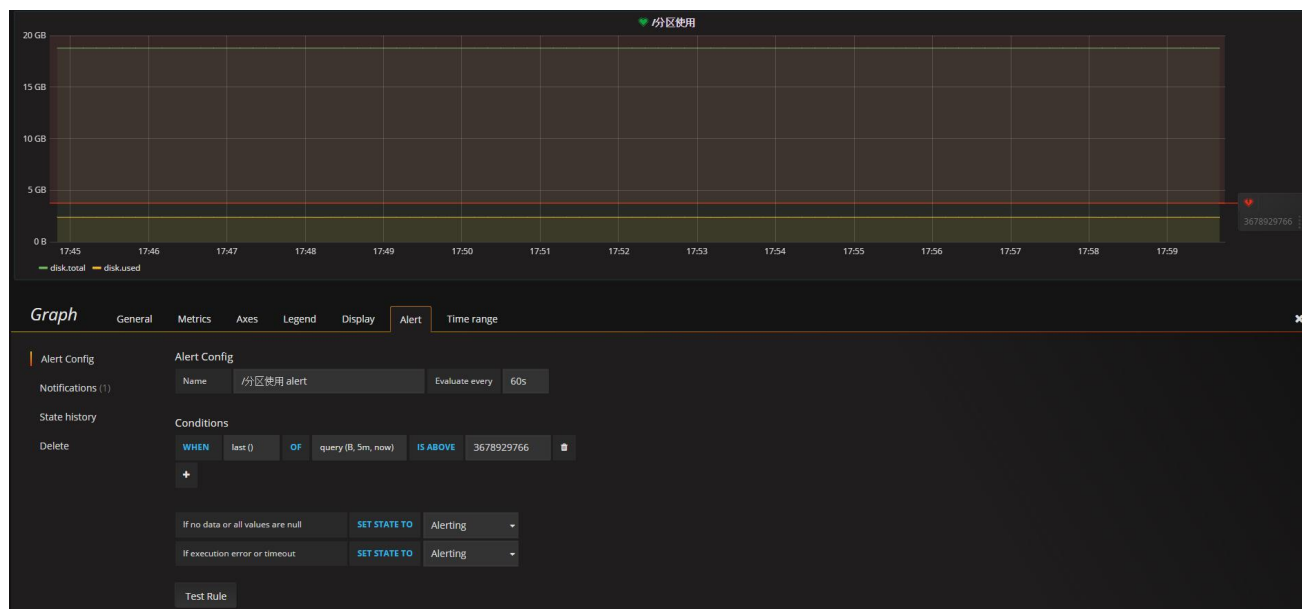 /分区使用
20 GB
15 GB
10 GB
5 GB
0 B
3678929766
17:45 17:46 17:47 17:48 17:49 17:50 17:51 17:52 17:53 17:54 17:55 17:56 17:57 17:58 17:59
disk.total disk.used
Graph General Metrics Axes Legend Display Alert Time range
Alert Config
Notifications (1)
State history
Delete
Alert Config
Name /分区使用 alert Evaluate every 60s
Conditions
WHEN last () OF query (B, 5m, now) IS ABOVE 3678929766
If no data or all values are null SET STATE TO Alerting
If execution error or timeout SET STATE TO Alerting
Test Rule